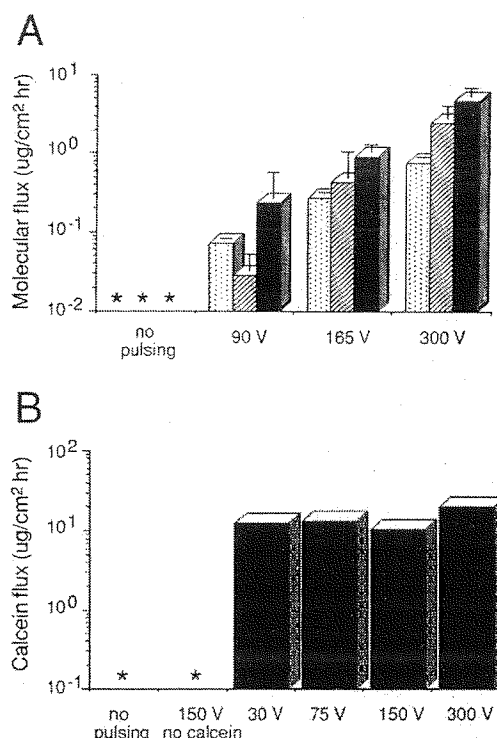 A
Molecular flux (ug/cm² hr)
10¹
10⁰
10⁻¹
10⁻²
* * *
no pulsing
90 V
165 V
300 V
B
Calcein flux (ug/cm² hr)
10²
10¹
10⁰
10⁻¹
* *
no pulsing
150 V no calcein
30 V
75 V
150 V
300 V